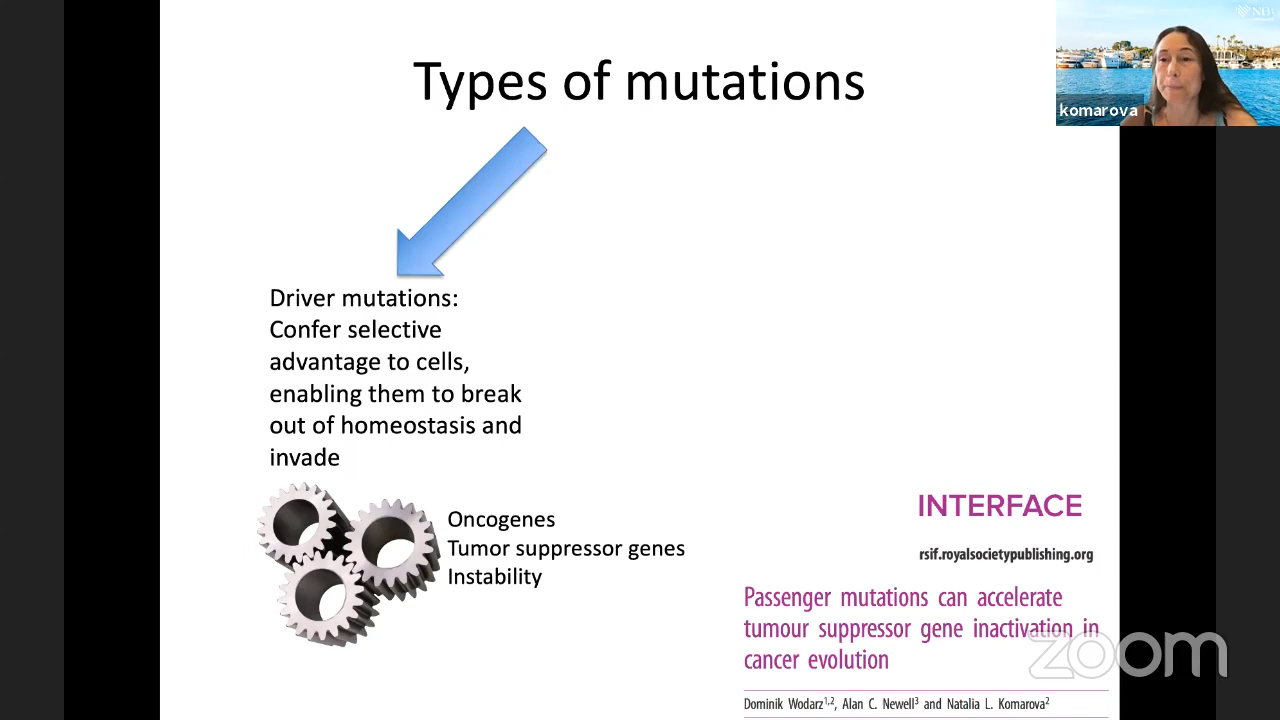 Types of mutations
NB
komarova
Driver mutations:
Confer selective
advantage to cells,
enabling them to break
out of homeostasis and
invade
Oncogenes
Tumor suppressor genes
Instability
INTERFACE
rsif.royalsocietypublishing.org
Passenger mutations can accelerate
tumour suppressor gene inactivation in
cancer evolution
zoom
Dominik Wodarz1,2, Alan C. Newell3 and Natalia L. Komarova2